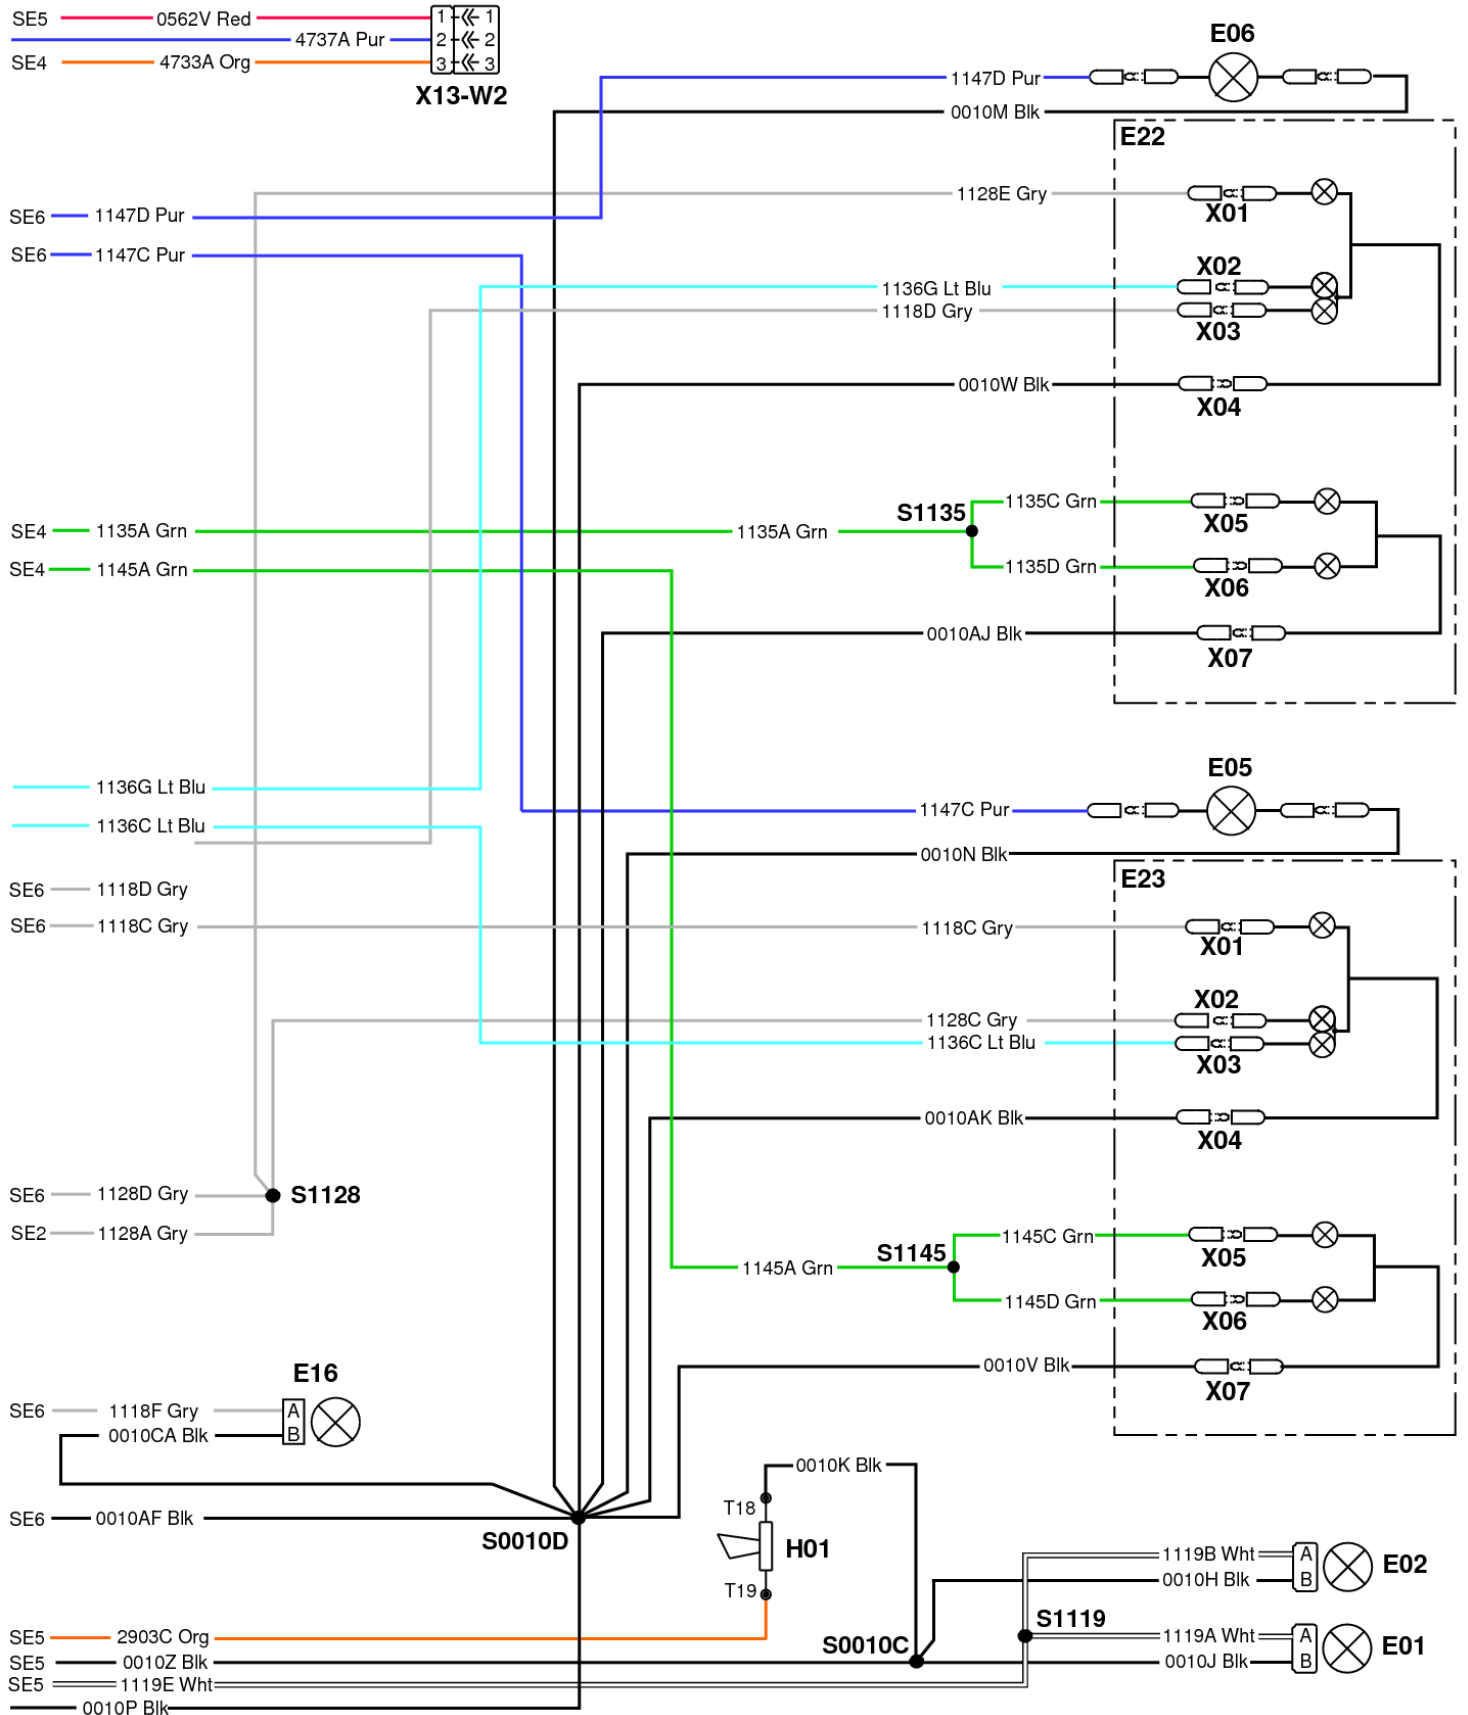 SE5 0562V Red 1 1
4737A Pur 2 2
SE4 4733A Org 3 3
X13-W2
E06
1147D Pur
0010M Blk
E22
1128E Gry
X01
SE6 1147D Pur
SE6 1147C Pur
X02
1136G Lt Blu
1118D Gry
X03
0010W Blk
X04
1135C Grn
S1135
X05
SE4 1135A Grn 1135A Grn
SE4 1145A Grn
1135D Grn
X06
0010AJ Blk
X07
E05
1136G Lt Blu
1147C Pur
1136C Lt Blu
0010N Blk
E23
SE6 1118D Gry
SE6 1118C Gry 1118C Gry
X01
X02
1128C Gry
1136C Lt Blu
X03
0010AK Blk
X04
SE6 1128D Gry S1128
SE2 1128A Gry
1145C Grn
S1145
X05
1145A Grn
1145D Grn
X06
0010V Blk
E16
X07
SE6 1118F Gry A
0010CA Blk B
0010K Blk
T18
SE6 0010AF Blk
S0010D
H01
1119B Wht A
E02
0010H Blk B
T19
S1119
SE5 2903C Org
S0010C
1119A Wht A
E01
SE5 0010Z Blk
0010J Blk B
SE5 1119E Wht
0010P Blk